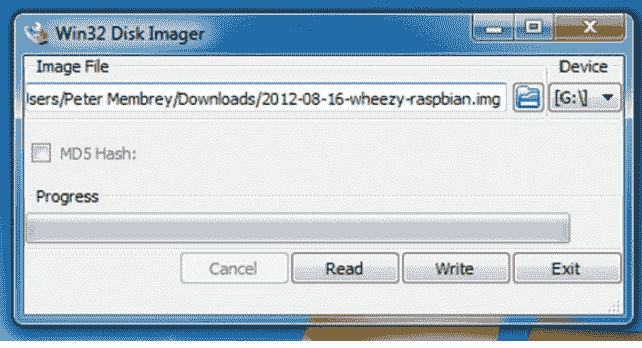 Win32 Disk Imager
Image File
Device
lsers/Peter Membrey/Downloads/2012-08-16-wheezy-raspbian.img
[G:\]
MD5 Hash:
Progress
Cancel
Read
Write
Exit